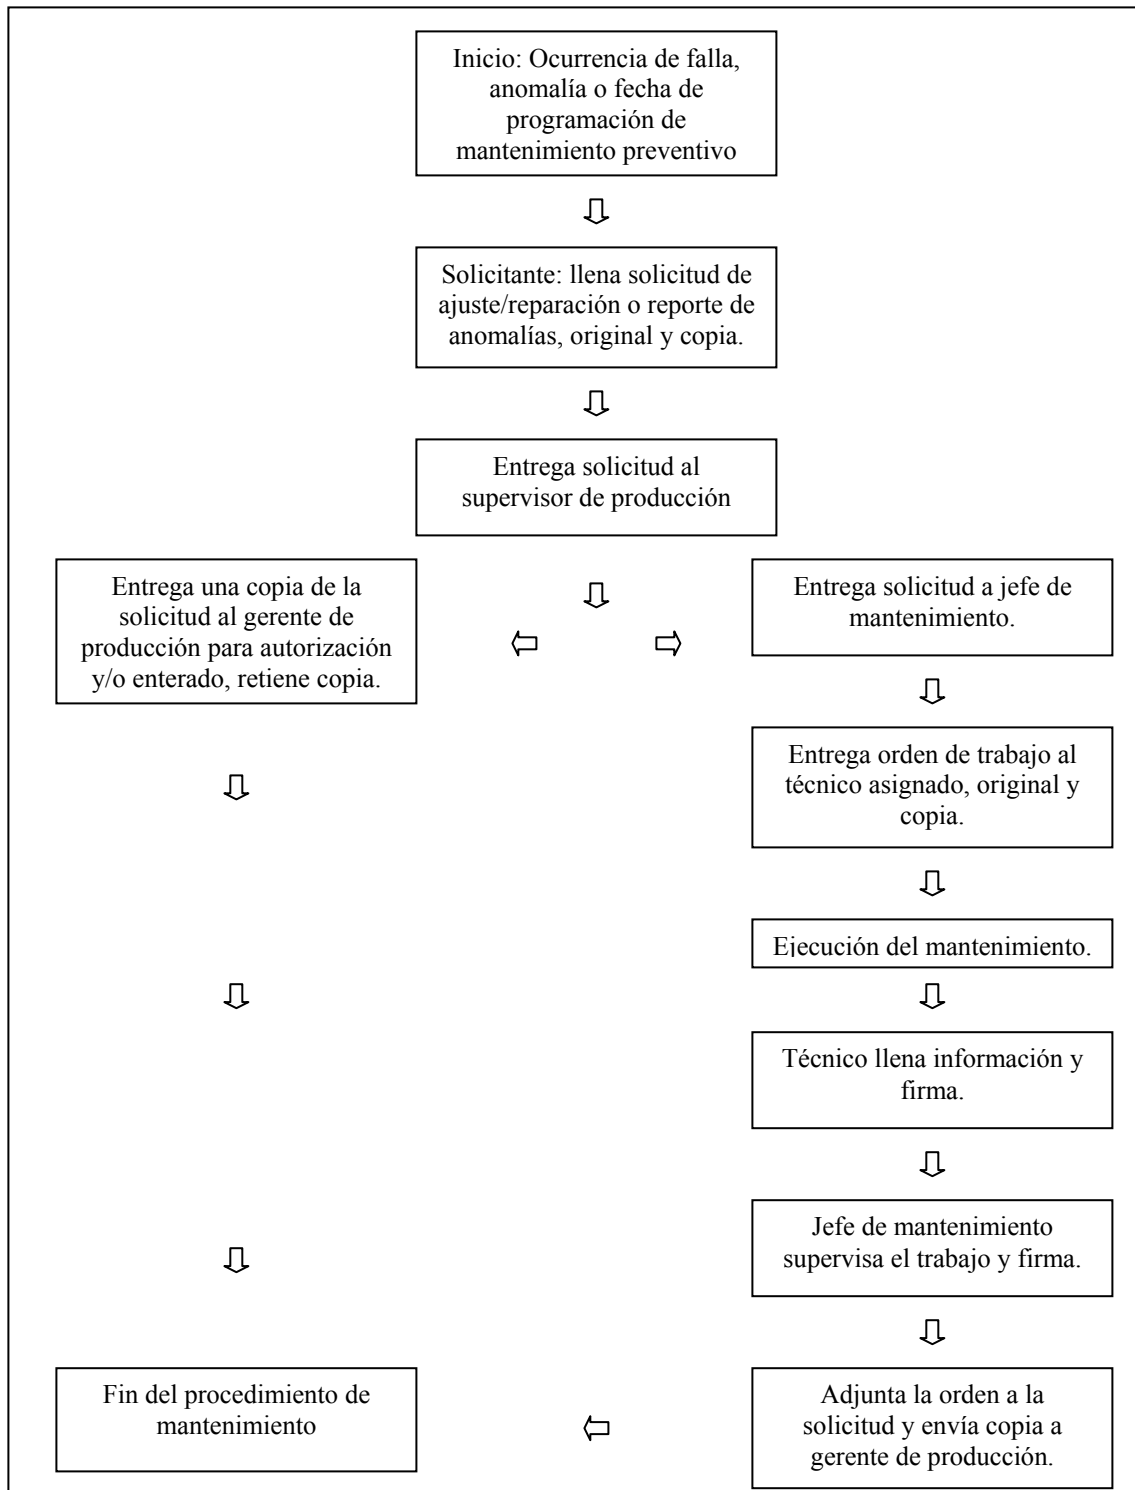 Inicio: Ocurrencia de falla,
anomalía o fecha de
programación de
mantenimiento preventivo
Solicitante: llena solicitud de
ajuste/reparación o reporte de
anomalías, original y copia.
Entrega solicitud al
supervisor de producción
Entrega una copia de la
solicitud al gerente de
producción para autorización
y/o enterado, retiene copia.
Entrega solicitud a jefe de
mantenimiento.
Entrega orden de trabajo al
técnico asignado, original y
copia.
Ejecución del mantenimiento.
Técnico llena información y
firma.
Jefe de mantenimiento
supervisa el trabajo y firma.
Adjunta la orden a la
solicitud y envía copia a
gerente de producción.
Fin del procedimiento de
mantenimiento